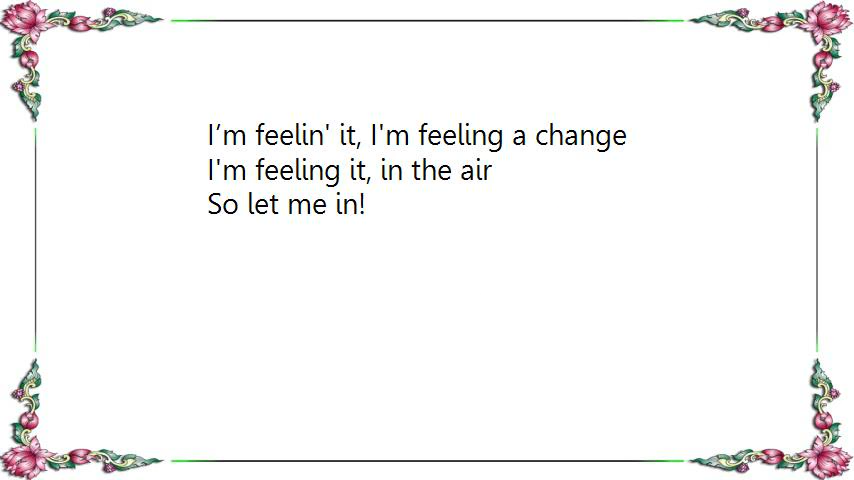 I’m feelin' it, I'm feeling a change
I'm feeling it, in the air
So let me in!